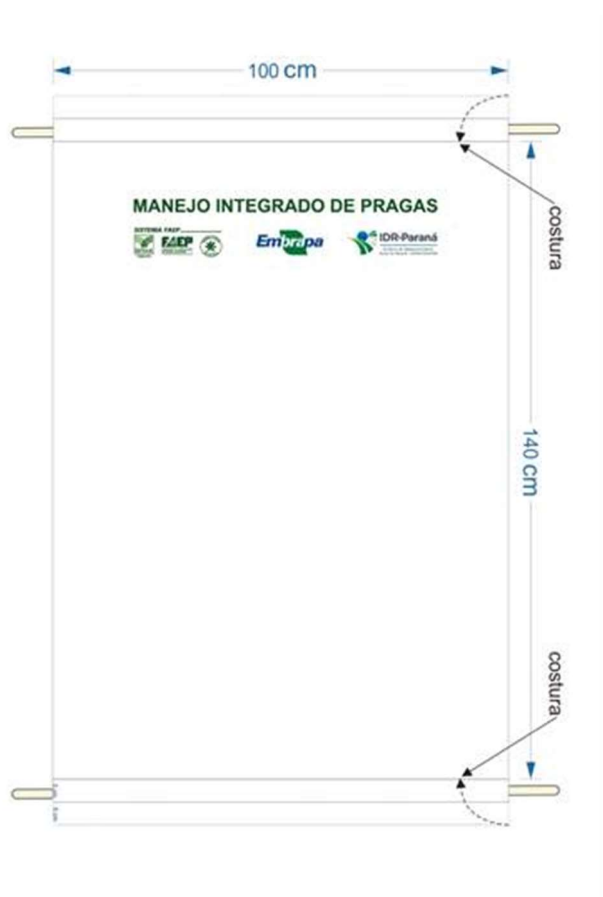 100 cm
MANEJO INTEGRADO DE PRAGAS
SISTEMA FAEP
FAEP
Embrapa
IDR-Paraná
costura
140 cm
costura